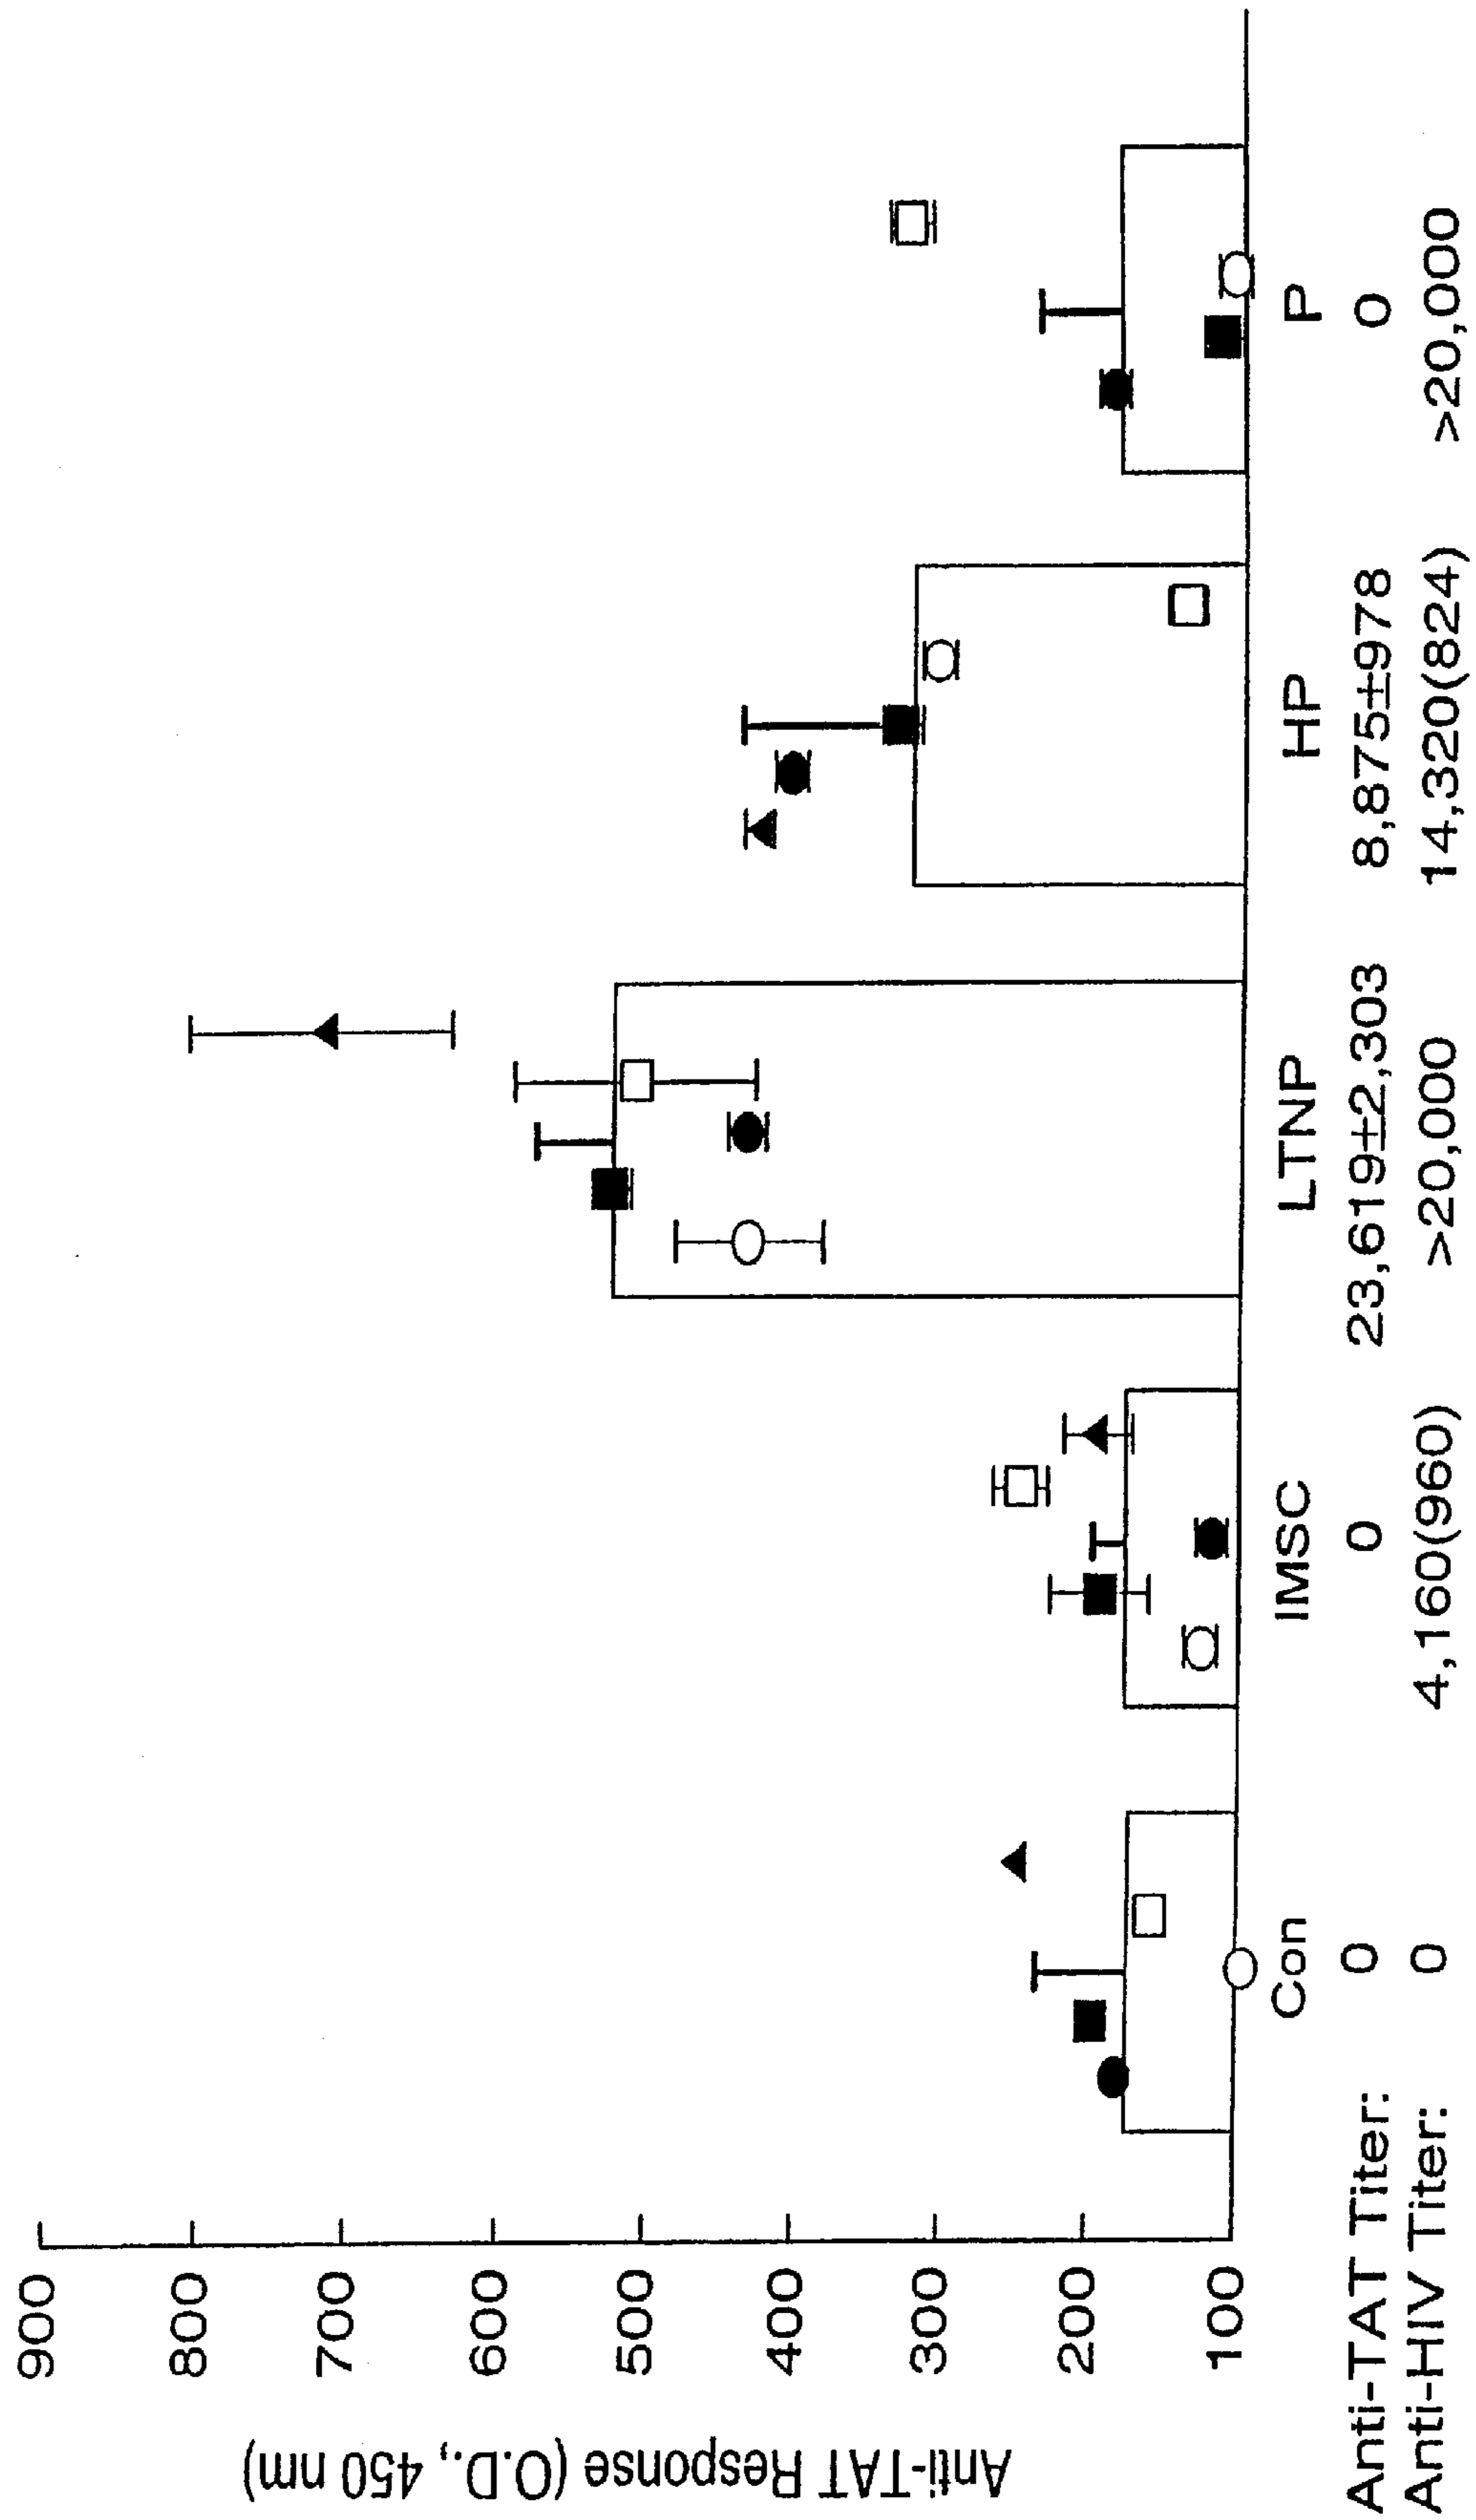 Anti-TAT Response (O.D., 450 nm)
900
800
700
600
500
400
300
200
100
Con IMSC LTNP HP P
Anti-TAT Titer: 0 0 23,619±2,303 8,875±978 0
Anti-HIV Titer: 0 4,160(960) >20,000 14,320(824) >20,000